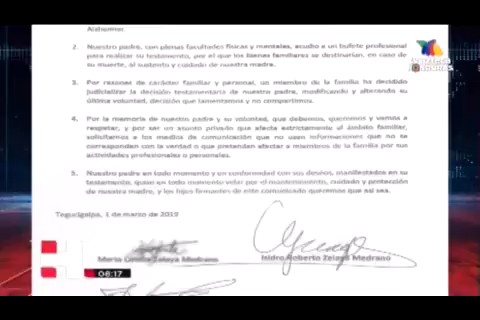 Alzheimer.
2. Nuestro padre, con plenas facultades físicas y mentales, acudió a un bufete profesional
para realizar su testamento, por el que los bienes familiares se destinarían, en caso de
su muerte, al sustento y cuidado de nuestra madre.
3. Por razones de carácter familiar y personal, un miembro de la familia ha decidido
judicializar la decisión testamentaria de nuestro padre, modificando y alterando su
última voluntad, decisión que lamentamos y no compartimos.
4. Por la memoria de nuestro padre y su voluntad, que debemos, queremos y vamos a
respetar, y por ser un asunto privado que afecta estrictamente al ámbito familiar,
solicitamos a los medios de comunicación que no usen informaciones que no se
correspondan con la verdad o que pretendan afectar a miembros de la familia por sus
actividades profesionales o personales.
5. Nuestro padre en todo momento y en conformidad con sus deseos, manifestados en su
testamento, quiso en todo momento velar por el mantenimiento, cuidado y protección
de nuestra madre, y los hijos firmantes de este comunicado queremos que así sea.
Tegucigalpa, 1 de marzo de 2019
Zelaya Medrano
Isidro Roberto Zelaya Medrano
08:17